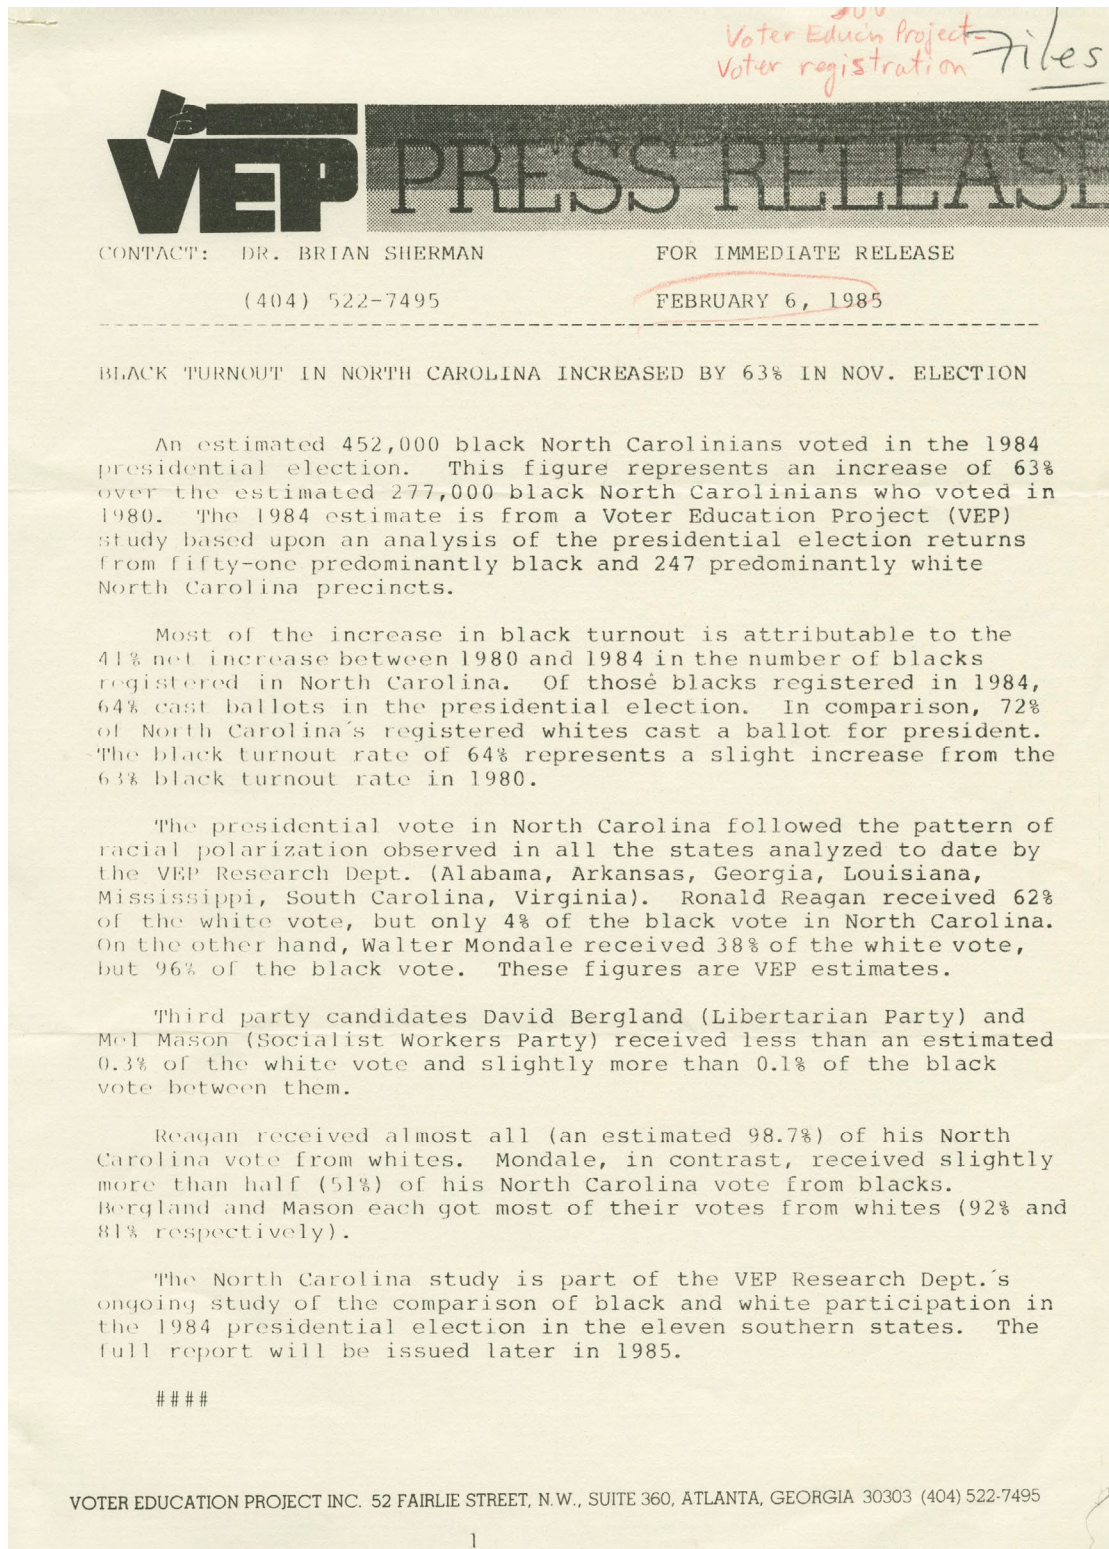 Voter Educ'n Project-
Voter registration
Files
VEP PRESS RELEASE
CONTACT: DR. BRIAN SHERMAN FOR IMMEDIATE RELEASE
(404) 522-7495 FEBRUARY 6, 1985
BLACK TURNOUT IN NORTH CAROLINA INCREASED BY 63% IN NOV. ELECTION
An estimated 452,000 black North Carolinians voted in the 1984
presidential election. This figure represents an increase of 63%
over the estimated 277,000 black North Carolinians who voted in
1980. The 1984 estimate is from a Voter Education Project (VEP)
study based upon an analysis of the presidential election returns
from fifty-one predominantly black and 247 predominantly white
North Carolina precincts.
Most of the increase in black turnout is attributable to the
41% net increase between 1980 and 1984 in the number of blacks
registered in North Carolina. Of those blacks registered in 1984,
64% cast ballots in the presidential election. In comparison, 72%
of North Carolina's registered whites cast a ballot for president.
The black turnout rate of 64% represents a slight increase from the
63% black turnout rate in 1980.
The presidential vote in North Carolina followed the pattern of
racial polarization observed in all the states analyzed to date by
the VEP Research Dept. (Alabama, Arkansas, Georgia, Louisiana,
Mississippi, South Carolina, Virginia). Ronald Reagan received 62%
of the white vote, but only 4% of the black vote in North Carolina.
On the other hand, Walter Mondale received 38% of the white vote,
but 96% of the black vote. These figures are VEP estimates.
Third party candidates David Bergland (Libertarian Party) and
Mel Mason (Socialist Workers Party) received less than an estimated
0.3% of the white vote and slightly more than 0.1% of the black
vote between them.
Reagan received almost all (an estimated 98.7%) of his North
Carolina vote from whites. Mondale, in contrast, received slightly
more than half (51%) of his North Carolina vote from blacks.
Bergland and Mason each got most of their votes from whites (92% and
81% respectively).
The North Carolina study is part of the VEP Research Dept.'s
ongoing study of the comparison of black and white participation in
the 1984 presidential election in the eleven southern states. The
full report will be issued later in 1985.
####
VOTER EDUCATION PROJECT INC. 52 FAIRLIE STREET, N.W., SUITE 360, ATLANTA, GEORGIA 30303 (404) 522-7495
1